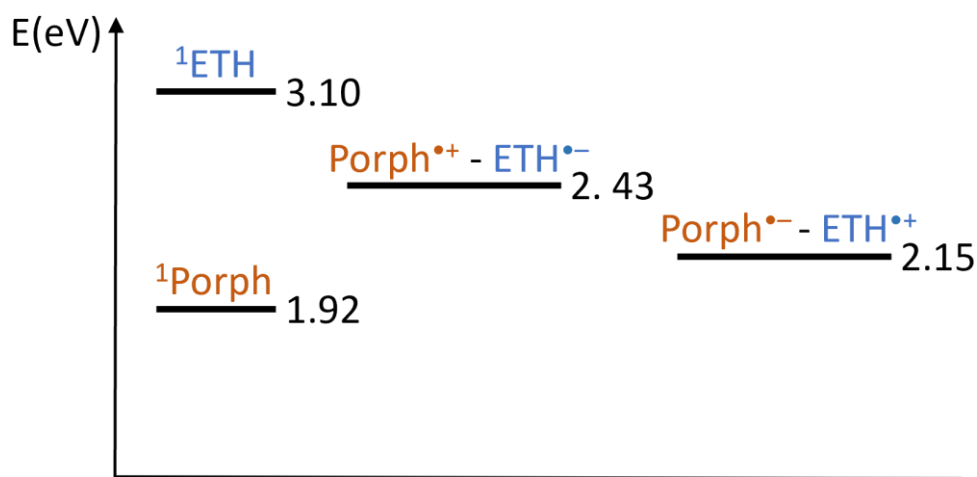 E(eV)
¹ETH
3.10
Porph•⁺ - ETH•⁻
2. 43
Porph•⁻ - ETH•⁺
2.15
¹Porph
1.92